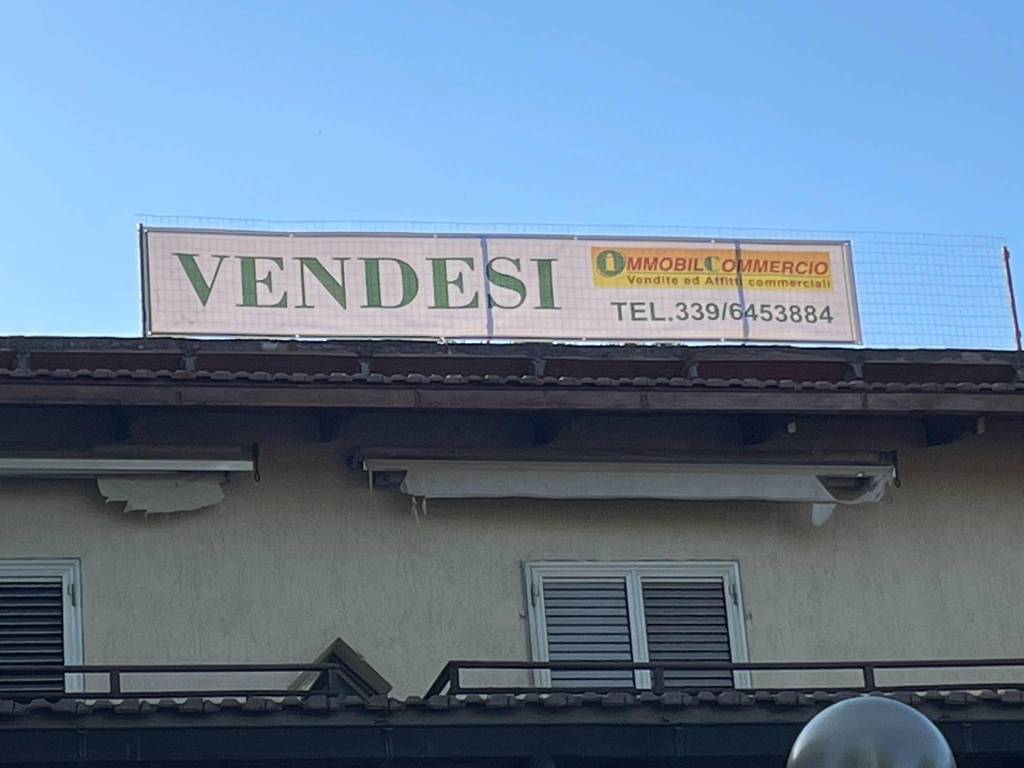 VENDESI
iMMOBILCOMMERCIO
Vendite ed Affitti commerciali
TEL.339/6453884